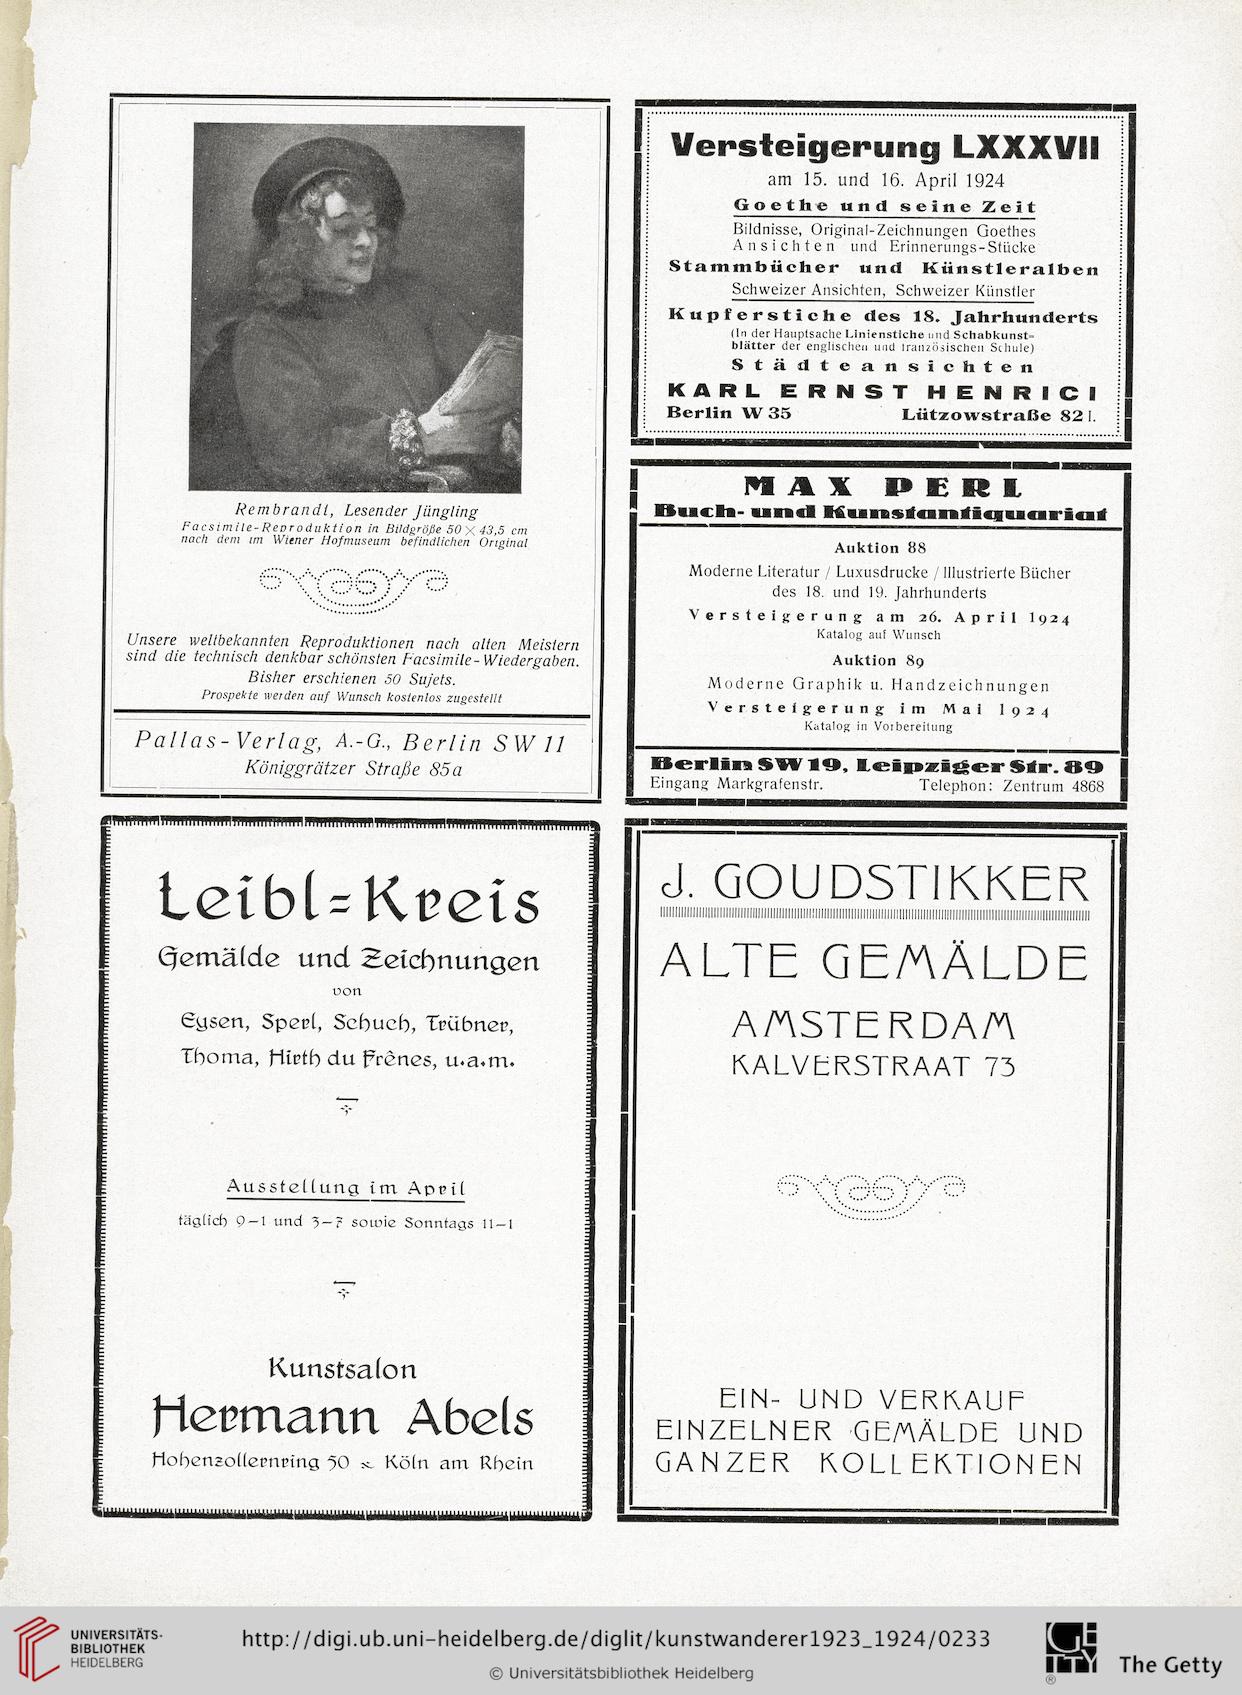 Rembrandt, Lesender Jüngling
Facsimile-Reproduktion in Bildgröße 50 × 43,5 cm
nach dem im Wiener Hofmuseum befindlichen Original
Unsere weltbekannten Reproduktionen nach alten Meistern
sind die technisch denkbar schönsten Facsimile-Wiedergaben.
Bisher erschienen 50 Sujets.
Prospekte werden auf Wunsch kostenlos zugestellt
Pallas-Verlag, A.-G., Berlin SW 11
Königgrätzer Straße 85a
Versteigerung LXXXVII
am 15. und 16. April 1924
Goethe und seine Zeit
Bildnisse, Original-Zeichnungen Goethes
Ansichten und Erinnerungs-Stücke
Stammbücher und Künstleralben
Schweizer Ansichten, Schweizer Künstler
Kupferstiche des 18. Jahrhunderts
(In der Hauptsache Linienstiche und Schabkunst-
blätter der englischen und französischen Schule)
Städteansichten
KARL ERNST HENRICI
Berlin W 35 Lützowstraße 82 I.
MAX PERL
Buch- und Kunstantiquariat
Auktion 88
Moderne Literatur / Luxusdrucke / Illustrierte Bücher
des 18. und 19. Jahrhunderts
Versteigerung am 26. April 1924
Katalog auf Wunsch
Auktion 89
Moderne Graphik u. Handzeichnungen
Versteigerung im Mai 1924
Katalog in Vorbereitung
Berlin SW 19, Leipziger Str. 89
Eingang Markgrafenstr. Telephon: Zentrum 4868
Leibl=Kreis
Gemälde und Zeichnungen
von
Eysen, Sperl, Schuch, Trübner,
Thoma, Hirth du Frênes, u.a.m.
Ausstellung im April
täglich 9–1 und 3–7 sowie Sonntags 11–1
Kunstsalon
Hermann Abels
Hohenzollernring 50 Köln am Rhein
J. GOUDSTIKKER
ALTE GEMÄLDE
AMSTERDAM
KALVERSTRAAT 73
EIN- UND VERKAUF
EINZELNER GEMÄLDE UND
GANZER KOLLEKTIONEN
UNIVERSITÄTS-
BIBLIOTHEK
HEIDELBERG
http://digi.ub.uni-heidelberg.de/diglit/kunstwanderer1923_1924/0233
© Universitätsbibliothek Heidelberg
GETTY
®
The Getty